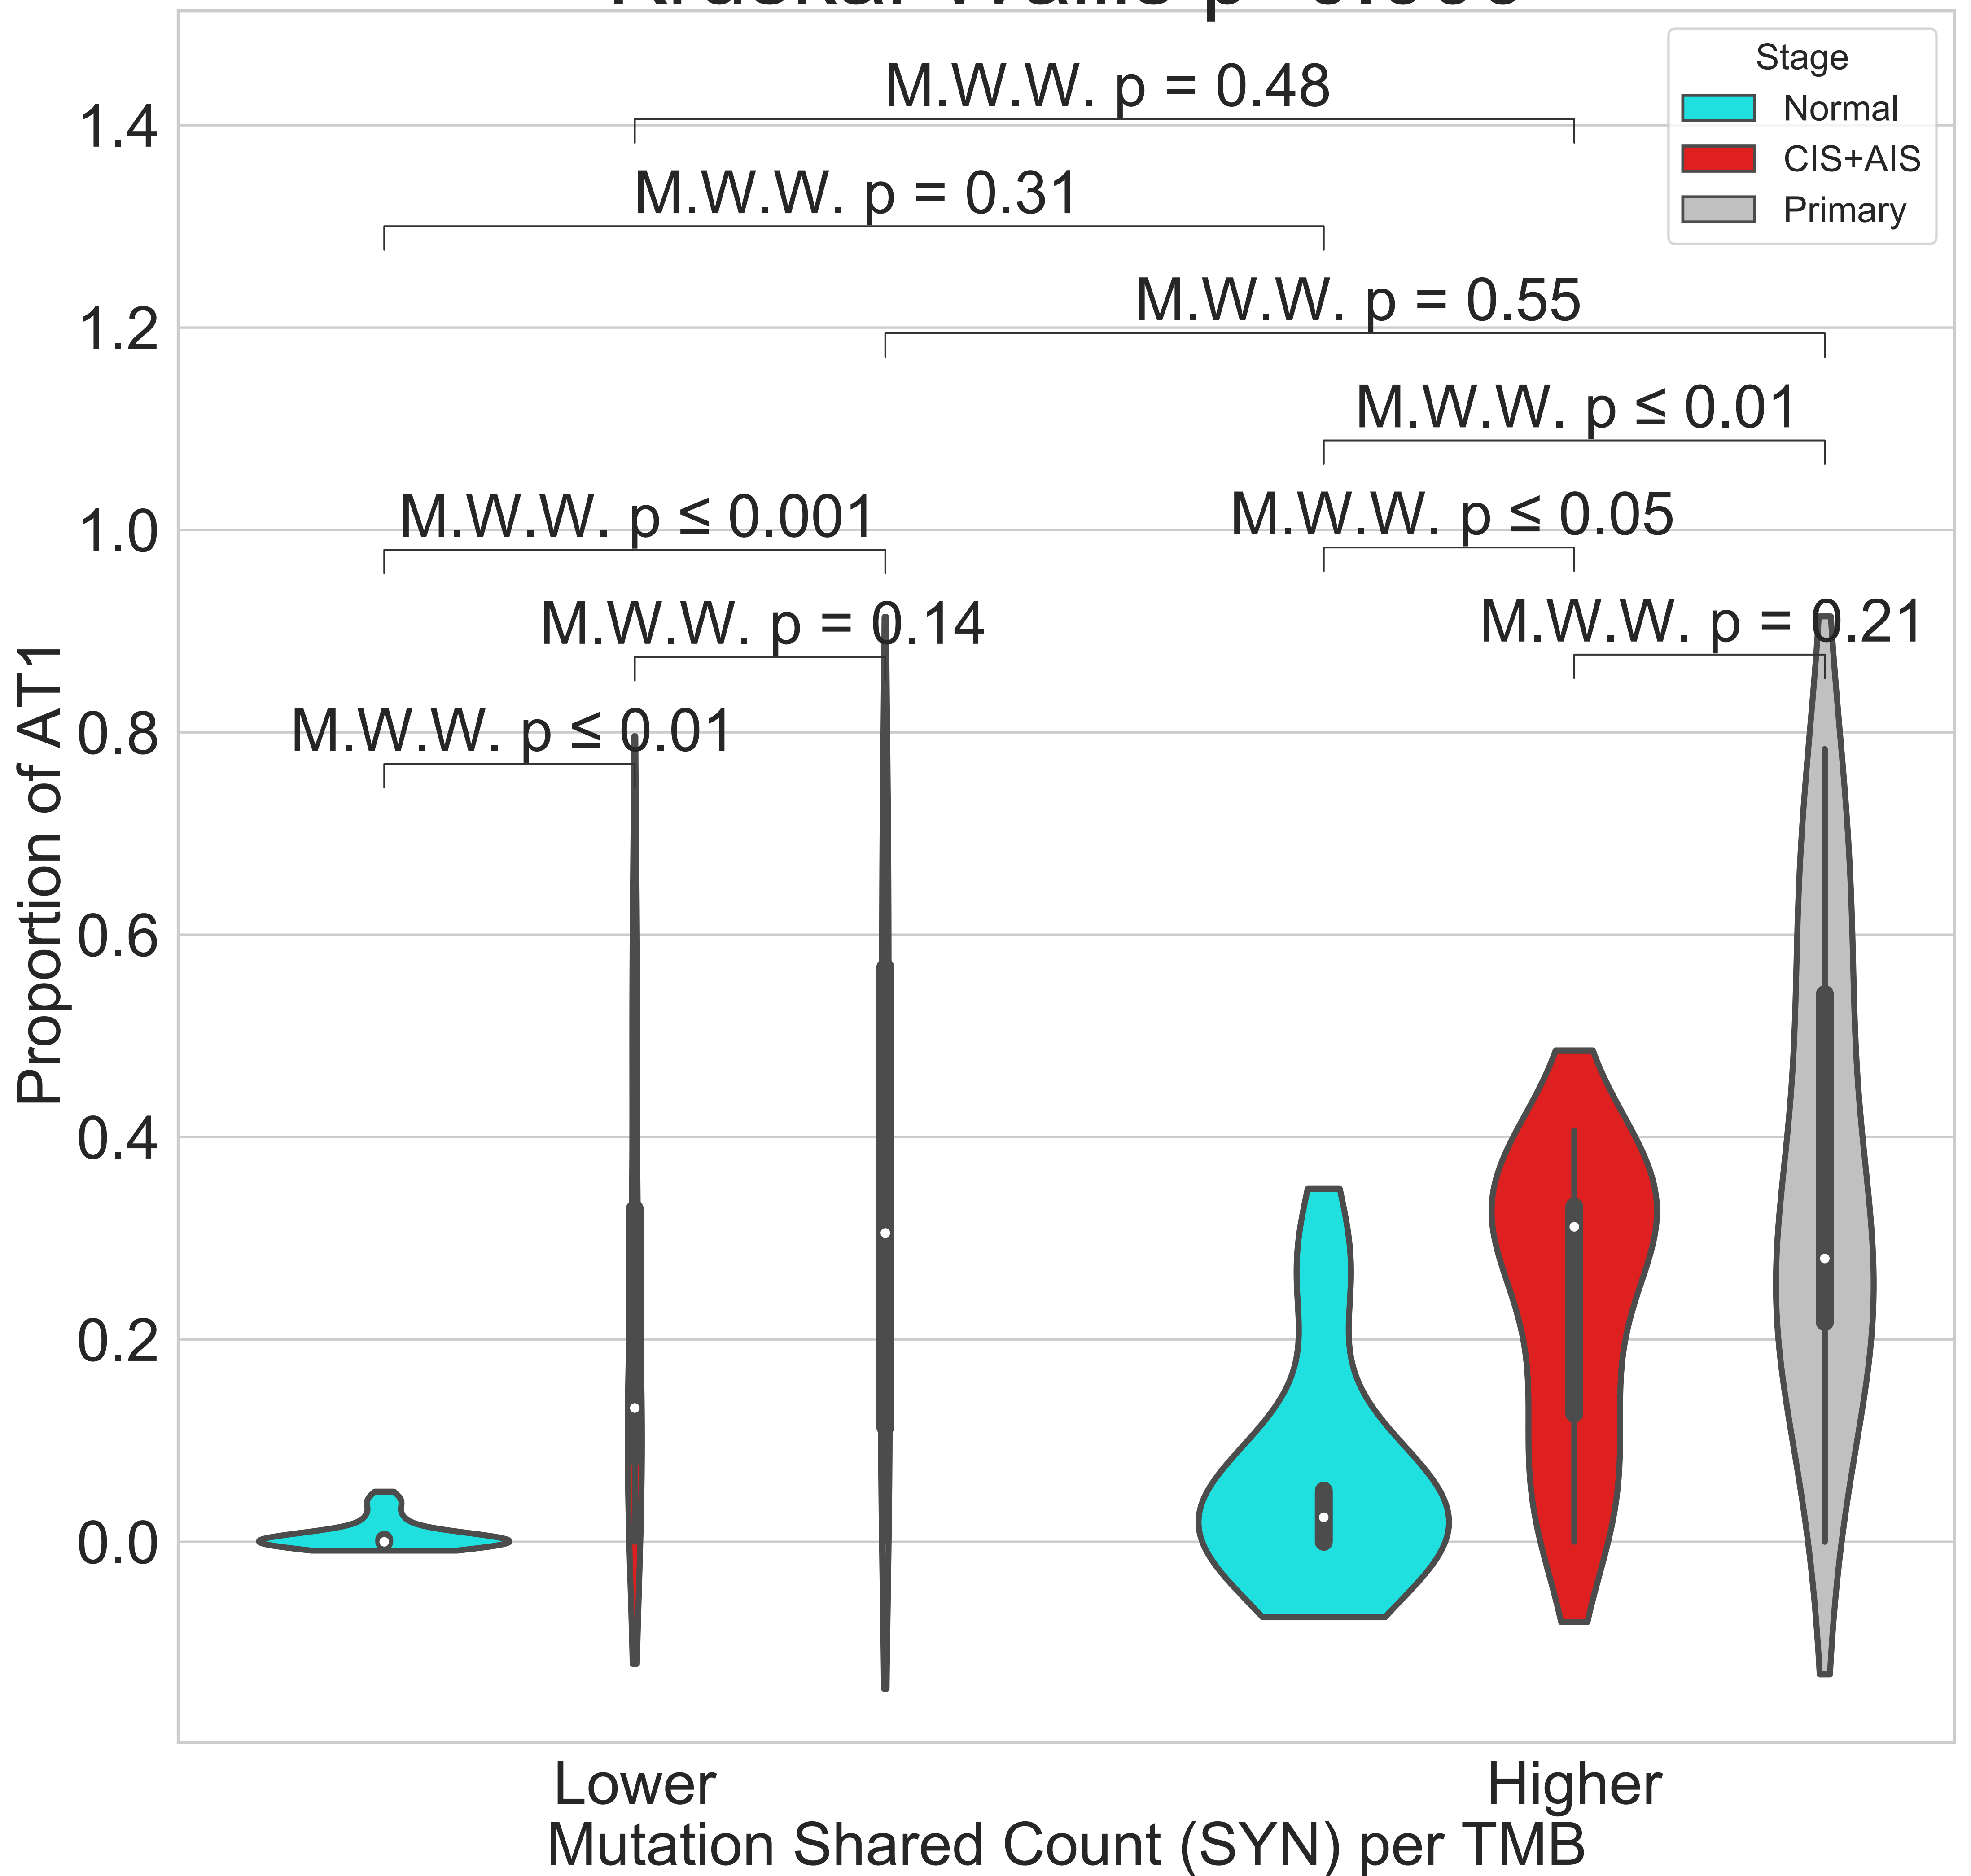 Stage
Normal
CIS+AIS
Primary
M.W.W. p = 0.48
M.W.W. p = 0.31
M.W.W. p = 0.55
M.W.W. p ≤ 0.01
M.W.W. p ≤ 0.001
M.W.W. p ≤ 0.05
M.W.W. p = 0.14
M.W.W. p = 0.21
M.W.W. p ≤ 0.01
1.4
1.2
1.0
0.8
0.6
0.4
0.2
0.0
Proportion of AT1
Lower
Higher
Mutation Shared Count (SYN) per TMB